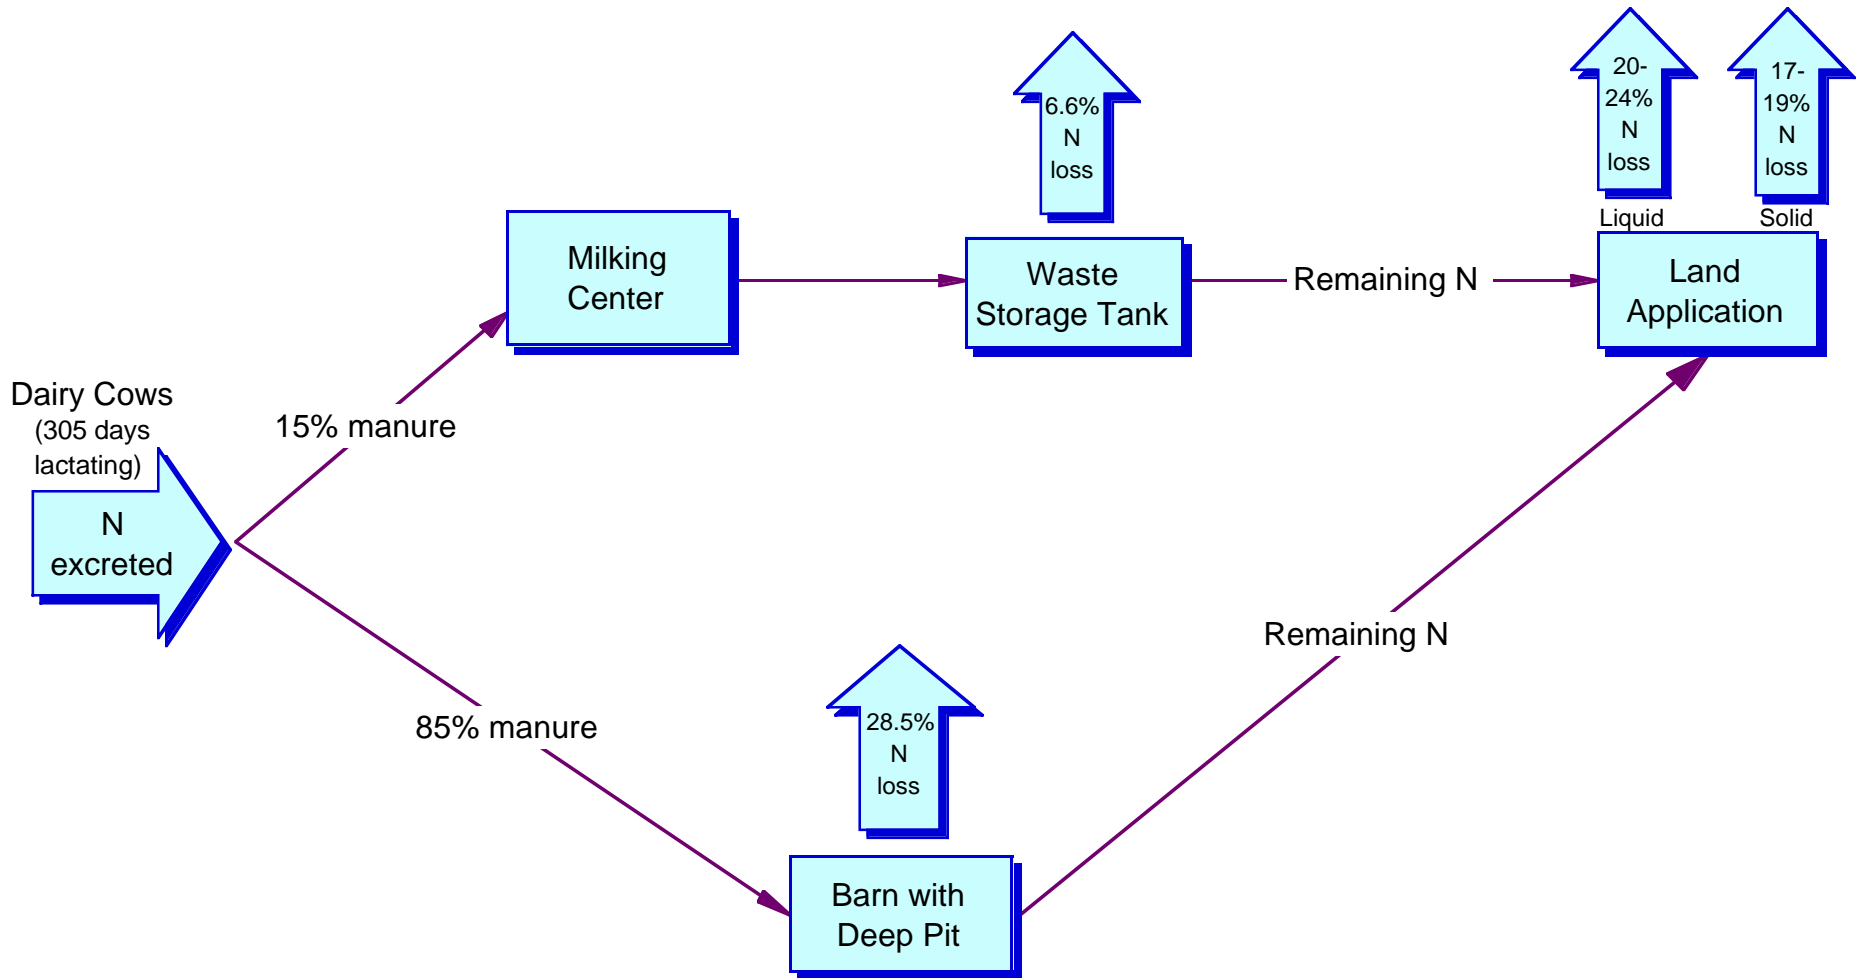 Dairy Cows
(305 days
lactating)
N
excreted
15% manure
Milking
Center
6.6%
N
loss
Waste
Storage Tank
Remaining N
20-
24%
N
loss
Liquid
17-
19%
N
loss
Solid
Land
Application
85% manure
28.5%
N
loss
Barn with
Deep Pit
Remaining N